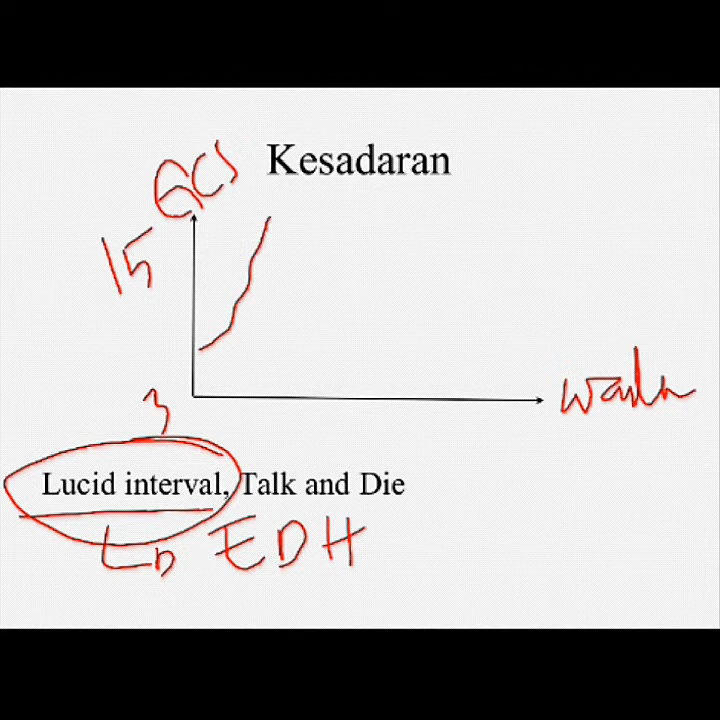 Kesadaran
GCS
15
waktu
3
Lucid interval, Talk and Die
EDH